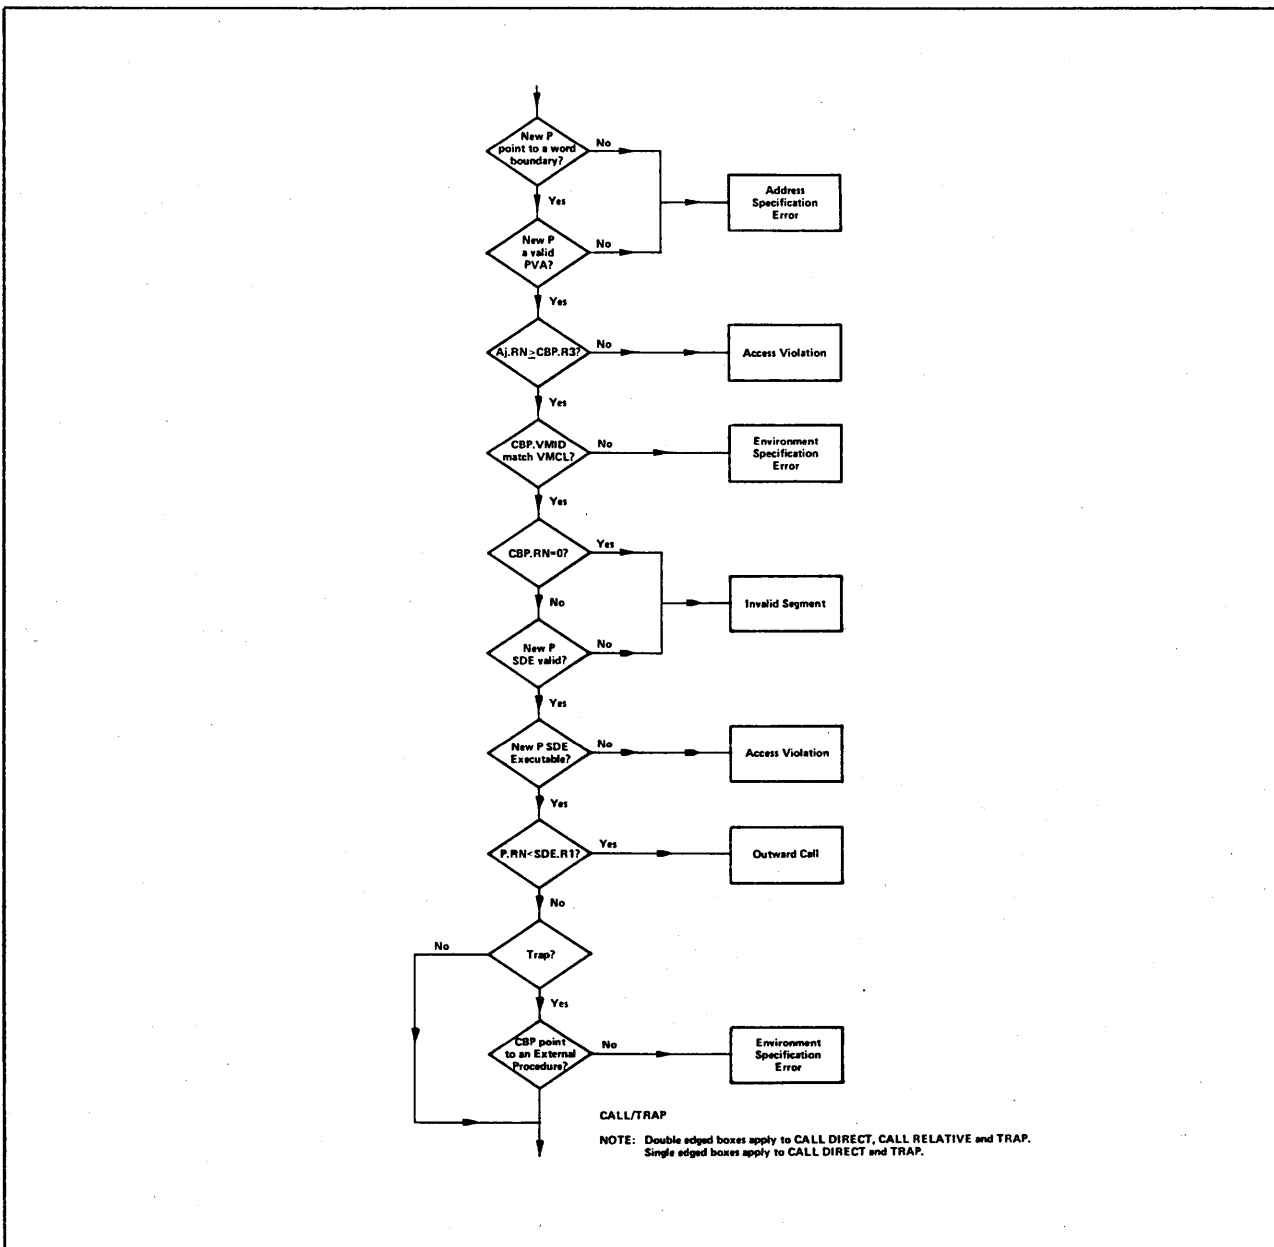 New P
point to a word
boundary?
No
Yes
Address
Specification
Error
New P
a valid
PVA?
No
Yes
Aj.RN≥CBP.R3?
No
Access Violation
Yes
CBP.VMID
match VMCL?
No
Environment
Specification
Error
Yes
CBP.RN=0?
Yes
No
Invalid Segment
New P
SDE valid?
No
Yes
New P SDE
Executable?
No
Access Violation
Yes
P.RN<SDE.R1?
Yes
Outward Call
No
No
Trap?
Yes
CBP point
to an External
Procedure?
No
Environment
Specification
Error
CALL/TRAP
NOTE: Double edged boxes apply to CALL DIRECT, CALL RELATIVE and TRAP.
Single edged boxes apply to CALL DIRECT and TRAP.